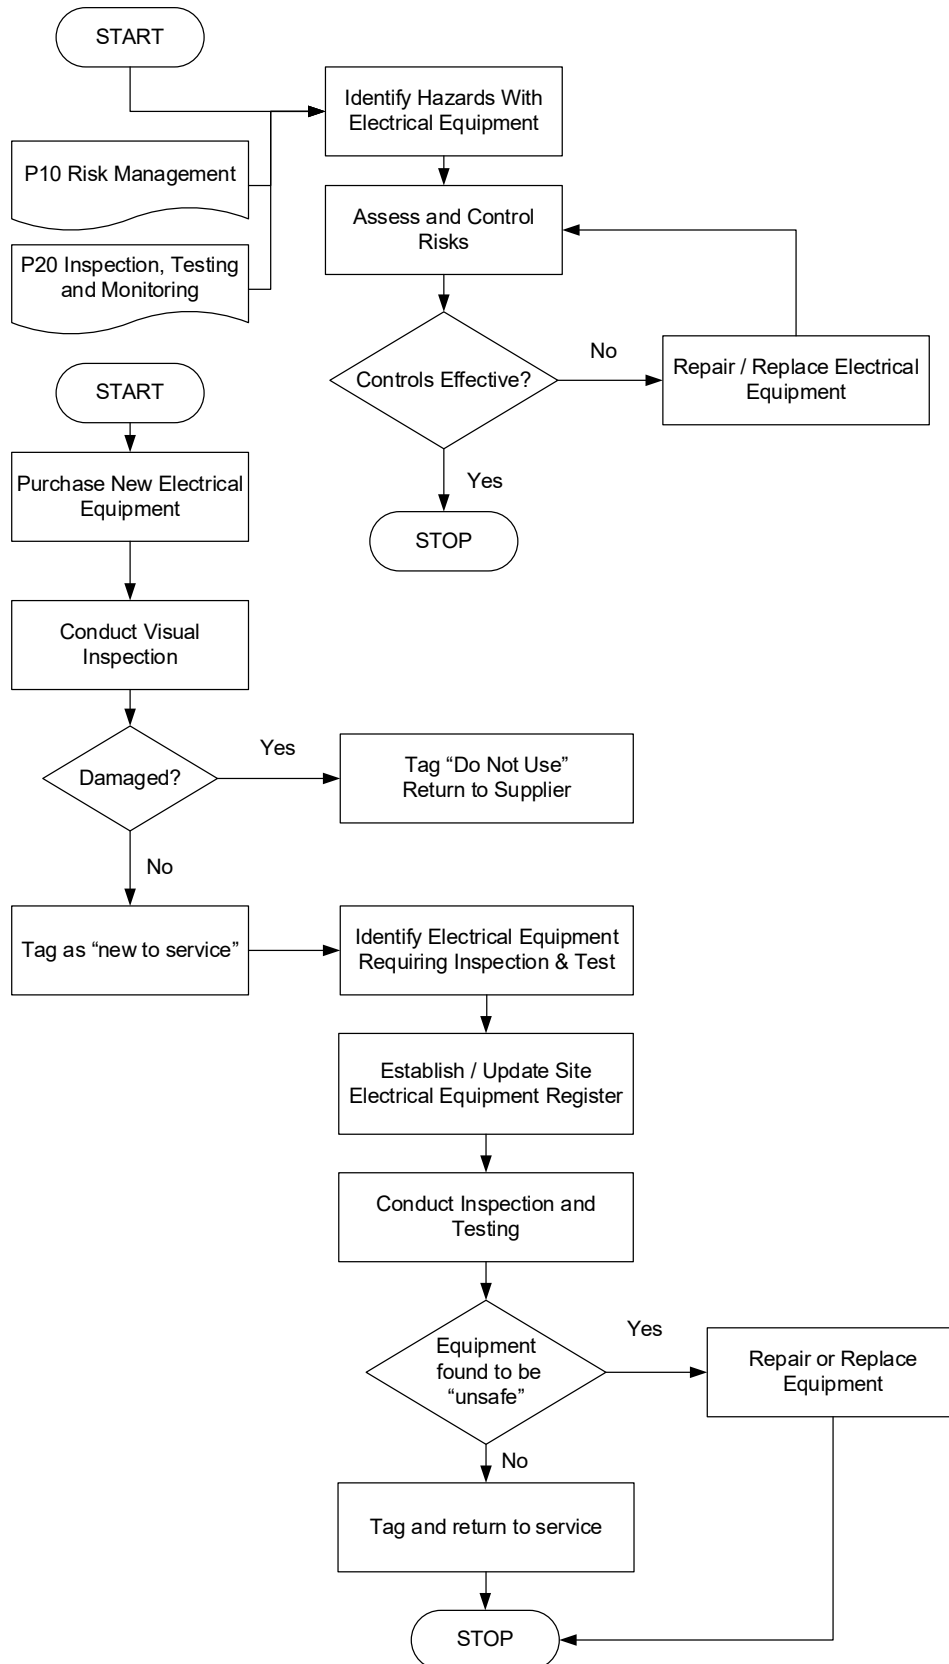 START
Identify Hazards With
Electrical Equipment
P10 Risk Management
Assess and Control
Risks
P20 Inspection, Testing
and Monitoring
Controls Effective?
No
Repair / Replace Electrical
Equipment
Yes
STOP
START
Purchase New Electrical
Equipment
Conduct Visual
Inspection
Damaged?
Yes
Tag “Do Not Use”
Return to Supplier
No
Tag as “new to service”
Identify Electrical Equipment
Requiring Inspection & Test
Establish / Update Site
Electrical Equipment Register
Conduct Inspection and
Testing
Equipment
found to be
“unsafe”
Yes
Repair or Replace
Equipment
No
Tag and return to service
STOP